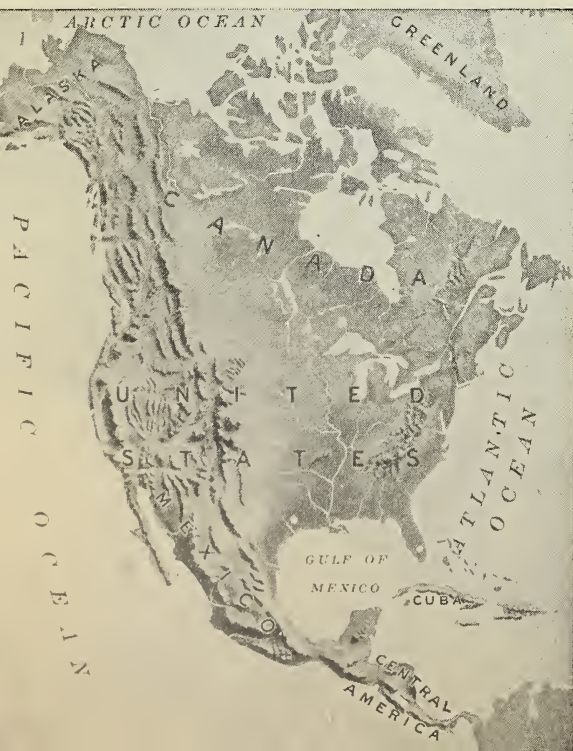 ARCTIC OCEAN
GREENLAND
ALASKA
CANADA
PACIFIC OCEAN
UNITED
STATES
ATLANTIC
OCEAN
MEXICO
GULF OF
MEXICO
CUBA
CENTRAL
AMERICA